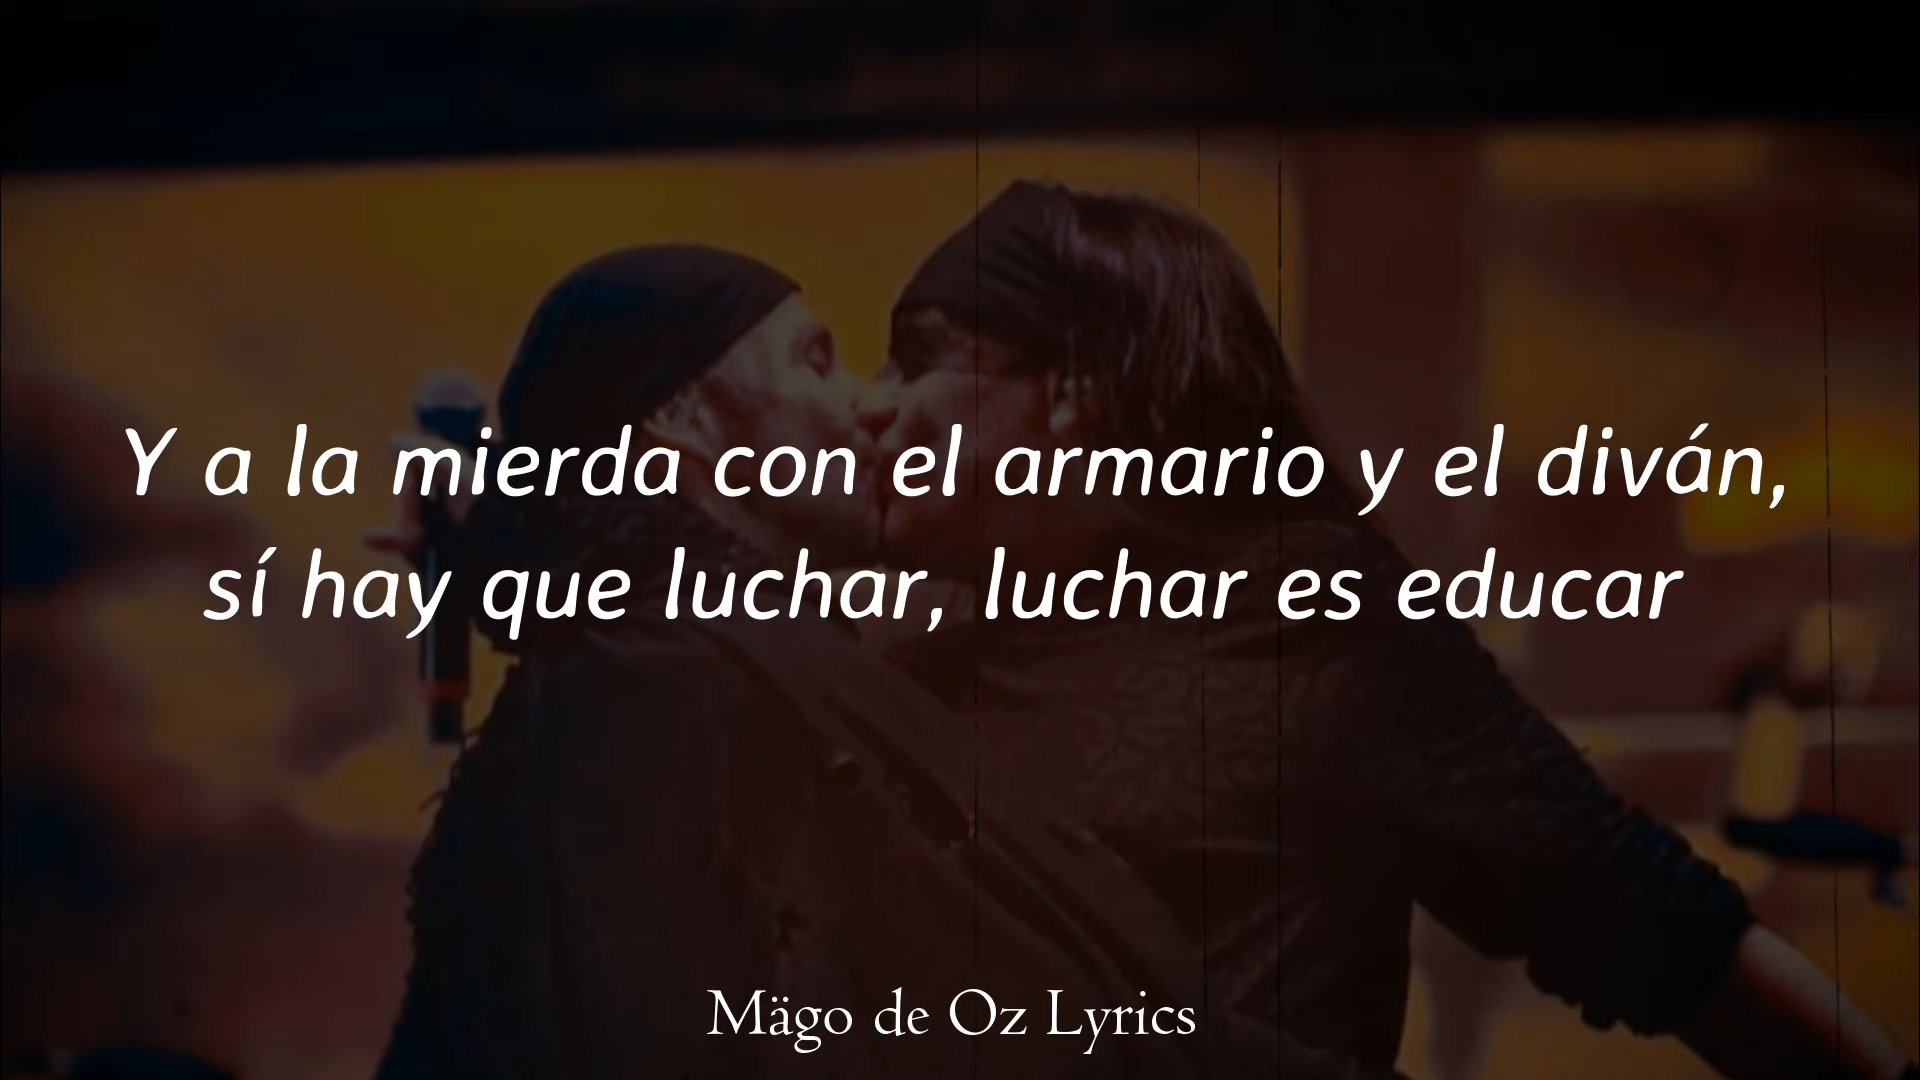 Y a la mierda con el armario y el diván,
sí hay que luchar, luchar es educar
Mägo de Oz Lyrics